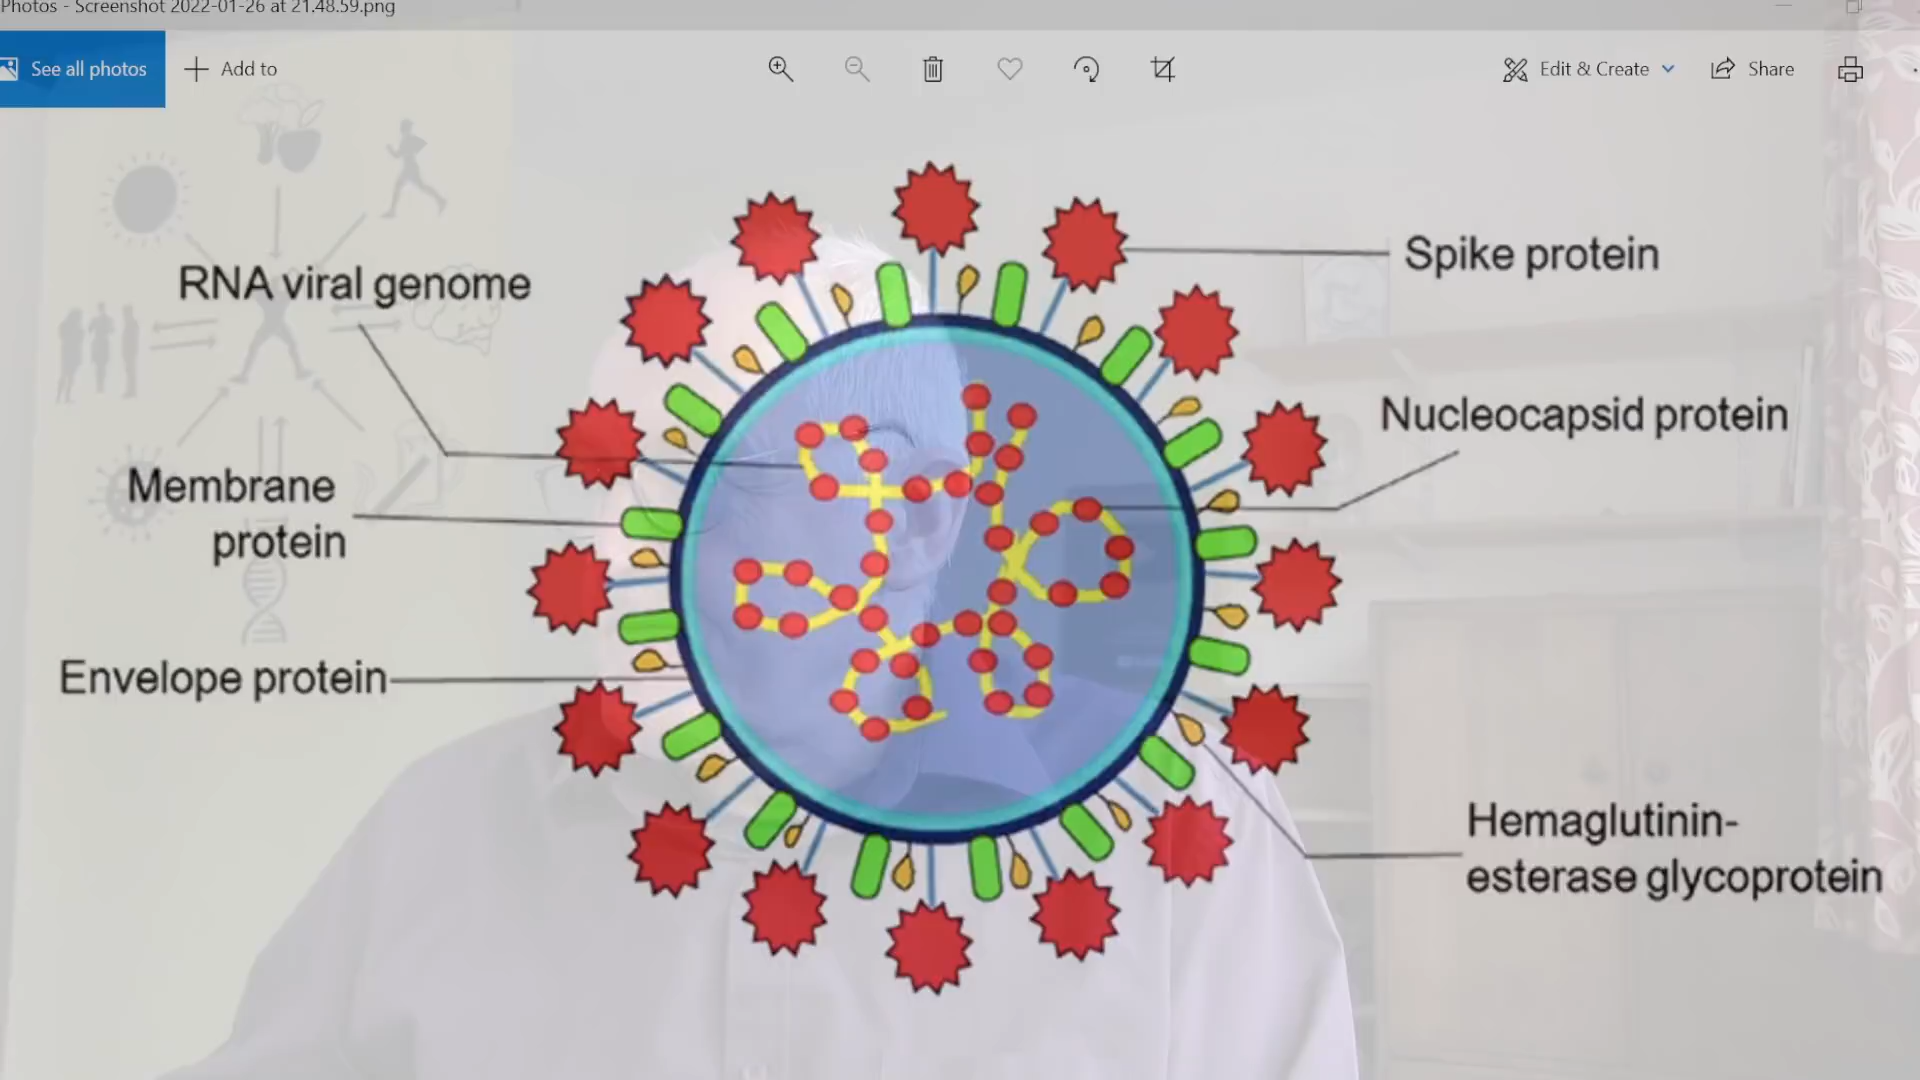 Photos - Screenshot 2022-01-26 at 21.48.59.png
See all photos
Add to
Edit & Create
Share
RNA viral genome
Spike protein
Nucleocapsid protein
Membrane
protein
Envelope protein
Hemaglutinin-
esterase glycoprotein